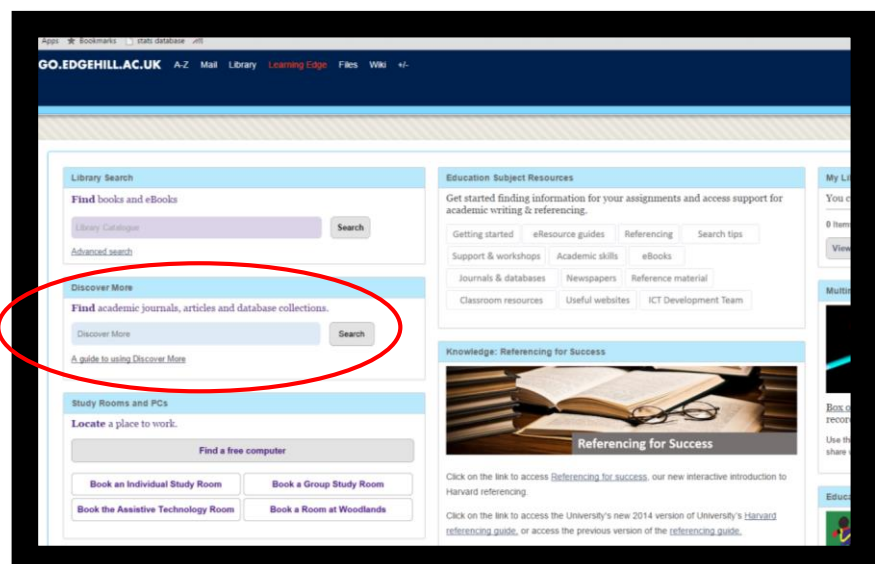 Apps Bookmarks stats database
GO.EDGEHILL.AC.UK A-Z Mail Library Learning Edge Files Wiki +/-
Library Search
Find books and eBooks
Library Catalogue Search
Advanced search
Discover More
Find academic journals, articles and database collections.
Discover More Search
A guide to using Discover More
Study Rooms and PCs
Locate a place to work.
Find a free computer
Book an Individual Study Room Book a Group Study Room
Book the Assistive Technology Room Book a Room at Woodlands
Education Subject Resources
Get started finding information for your assignments and access support for
academic writing & referencing.
Getting started eResource guides Referencing Search tips
Support & workshops Academic skills eBooks
Journals & databases Newspapers Reference material
Classroom resources Useful websites ICT Development Team
Knowledge: Referencing for Success
Referencing for Success
Click on the link to access Referencing for success, our new interactive introduction to
Harvard referencing.
Click on the link to access the University's new 2014 version of University's Harvard
referencing guide, or access the previous version of the referencing guide.
My Li
You c
0 Items
View
Multin
Box o
recor
Use th
share
Educa